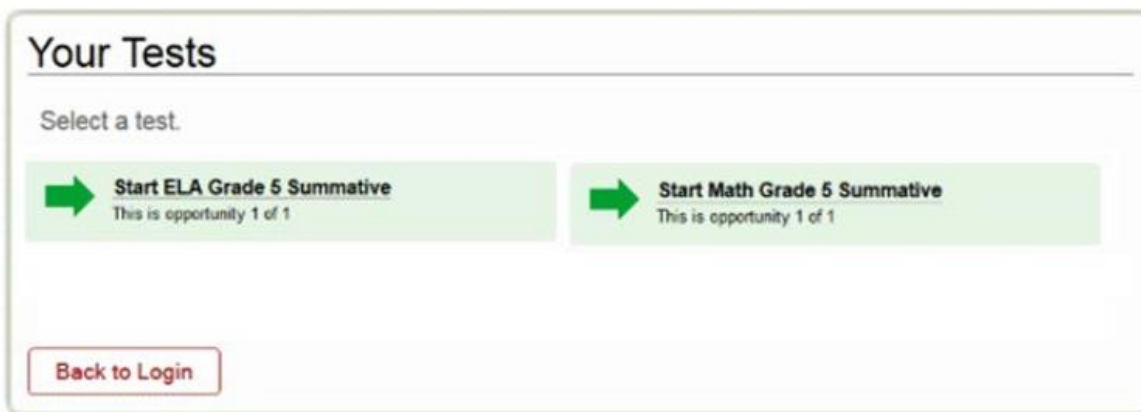 Your Tests
Select a test.
Start ELA Grade 5 Summative
This is opportunity 1 of 1
Start Math Grade 5 Summative
This is opportunity 1 of 1
Back to Login